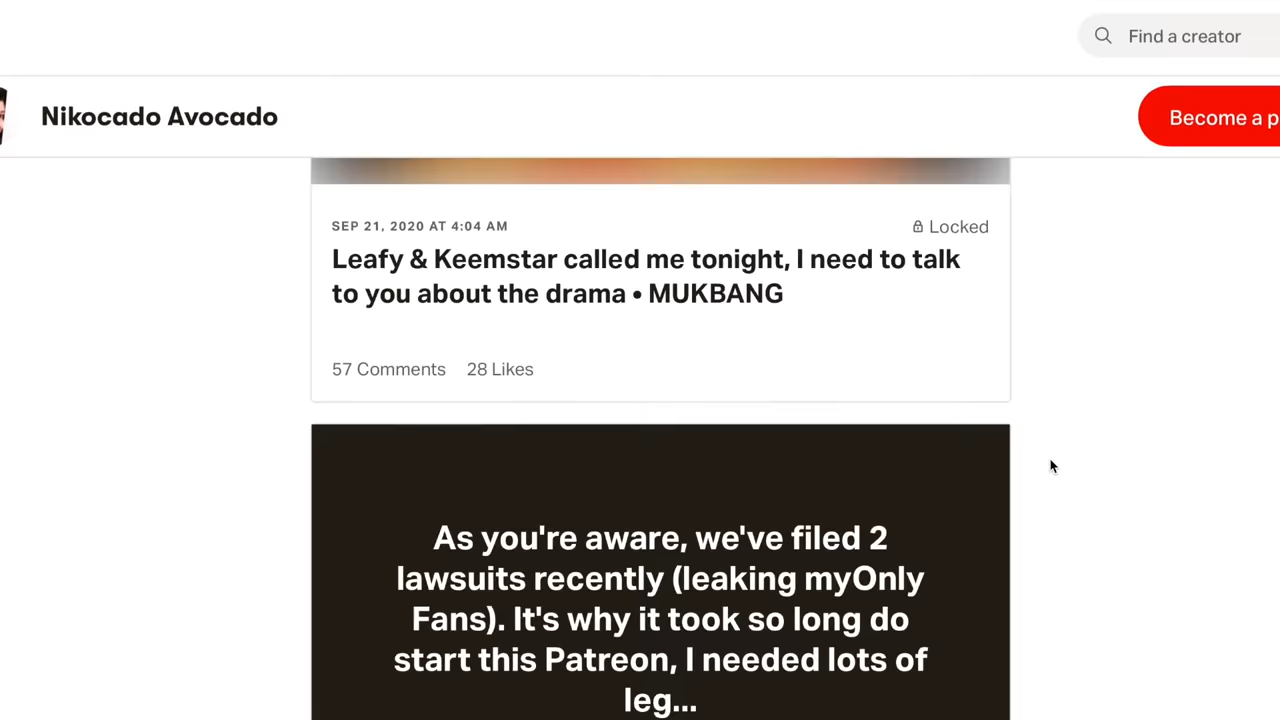 Find a creator
Nikocado Avocado
Become a p
SEP 21, 2020 AT 4:04 AM
Locked
Leafy & Keemstar called me tonight, I need to talk
to you about the drama • MUKBANG
57 Comments 28 Likes
As you're aware, we've filed 2
lawsuits recently (leaking myOnly
Fans). It's why it took so long do
start this Patreon, I needed lots of
leg...